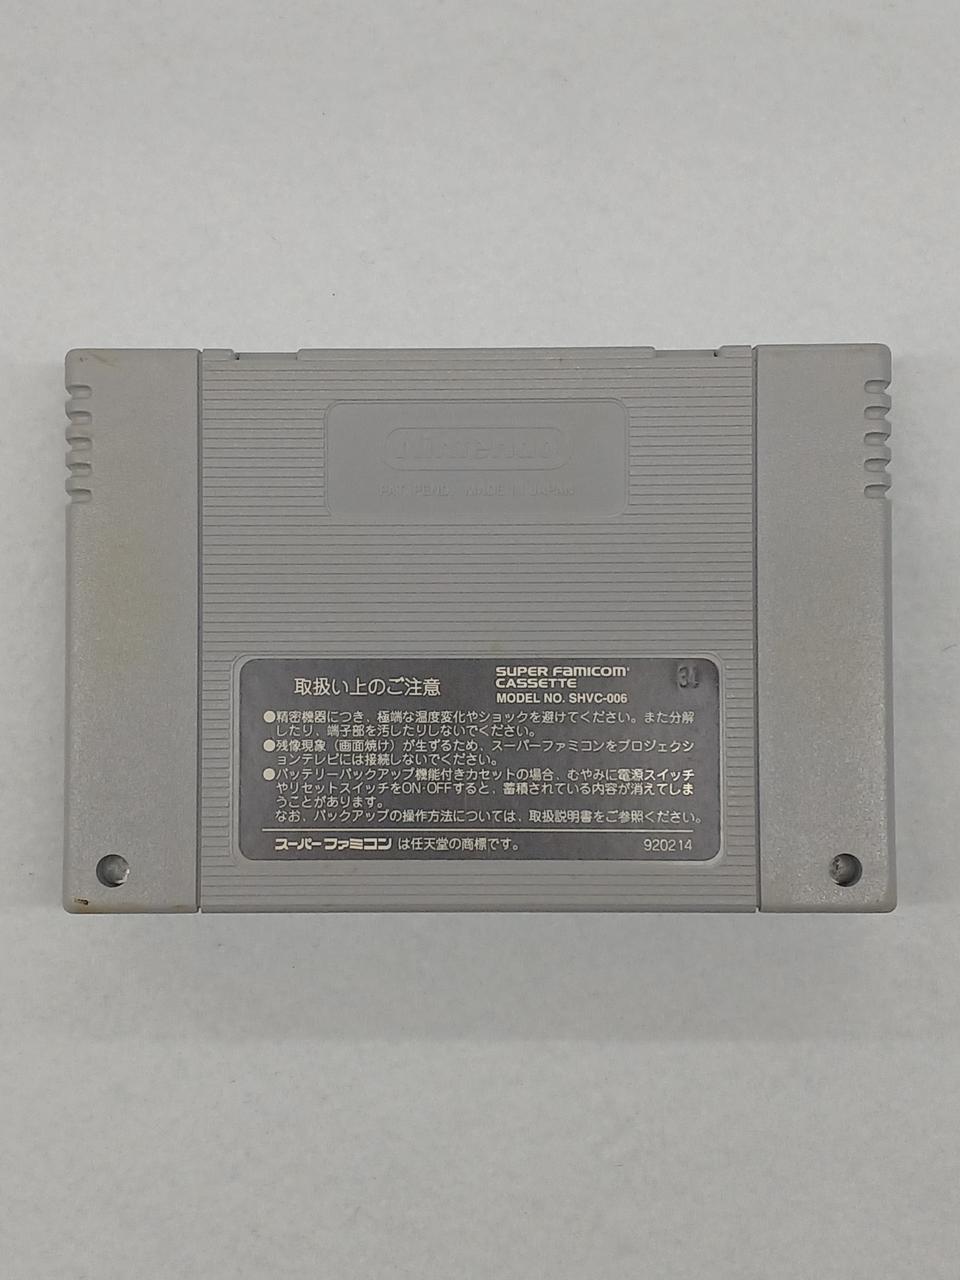 Nintendo
PAT. PEND. MADE IN JAPAN
取扱い上のご注意
SUPER FAMICOM
CASSETTE
MODEL NO. SHVC-006
31
●精密機器につき、極端な温度変化やショックを避けてください。また分解
したり、端子部を汚したりしないでください。
●残像現象（画面焼け）が生ずるため、スーパーファミコンをプロジェクシ
ョンテレビには接続しないでください。
●バッテリーバックアップ機能付きカセットの場合、むやみに電源スイッチ
やリセットスイッチをON・OFFすると、蓄積されている内容が消えてしま
うことがあります。
なお、バックアップの操作方法については、取扱説明書をご参照ください。
スーパーファミコン は任天堂の商標です。
920214